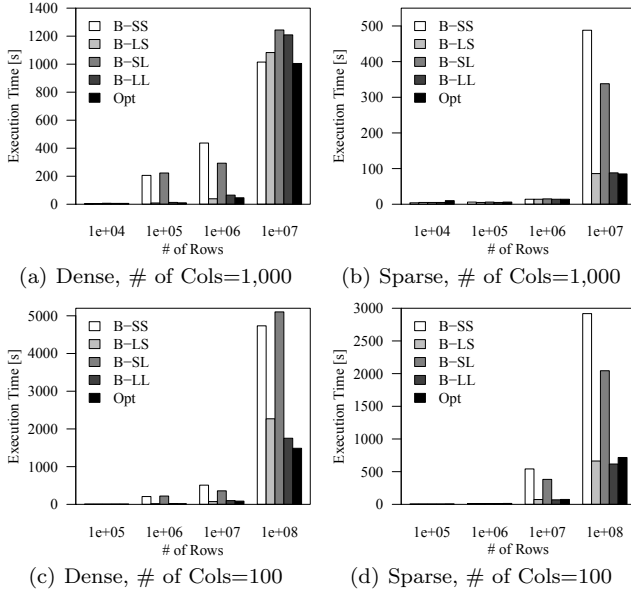 Execution Time [s]
1400
1200
1000
800
600
400
200
0
B−SS
B−LS
B−SL
B−LL
Opt
1e+04 1e+05 1e+06 1e+07
# of Rows
(a) Dense, # of Cols=1,000
Execution Time [s]
500
400
300
200
100
0
B−SS
B−LS
B−SL
B−LL
Opt
1e+04 1e+05 1e+06 1e+07
# of Rows
(b) Sparse, # of Cols=1,000
Execution Time [s]
5000
4000
3000
2000
1000
0
B−SS
B−LS
B−SL
B−LL
Opt
1e+05 1e+06 1e+07 1e+08
# of Rows
(c) Dense, # of Cols=100
Execution Time [s]
3000
2500
2000
1500
1000
500
0
B−SS
B−LS
B−SL
B−LL
Opt
1e+05 1e+06 1e+07 1e+08
# of Rows
(d) Sparse, # of Cols=100